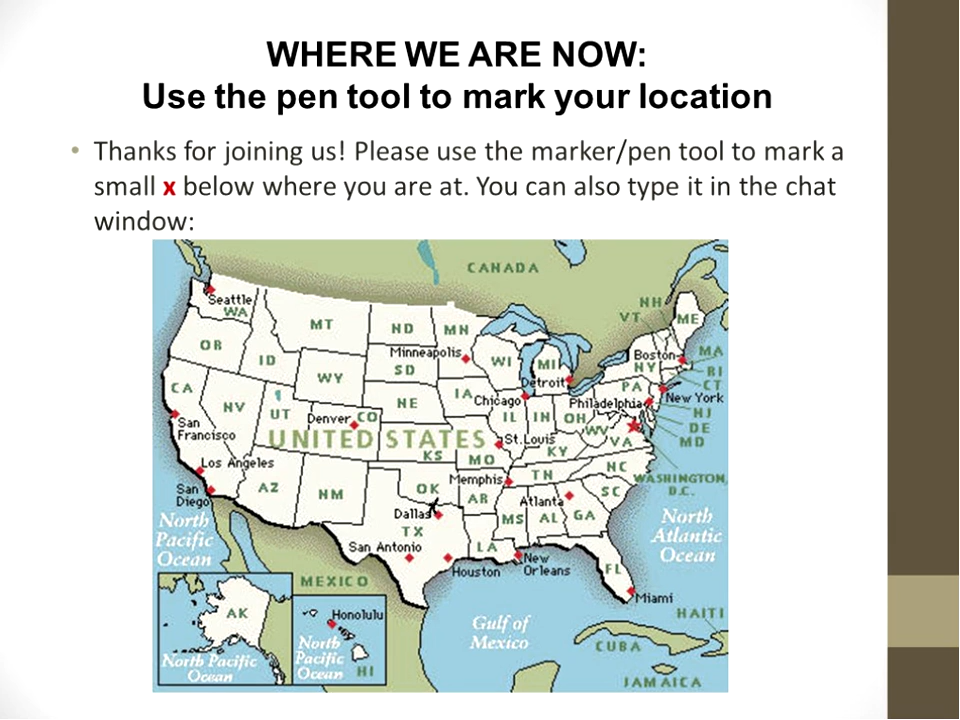 WHERE WE ARE NOW:
Use the pen tool to mark your location
• Thanks for joining us! Please use the marker/pen tool to mark a
small x below where you are at. You can also type it in the chat
window:
CANADA
Seattle
WA
NH
VT
ME
MT
ND
MN
OR
Minneapolis
WI
MI
Boston
MA
ID
SD
NY
RI
WY
Detroit
PA
CT
CA
NE
IA
Chicago
Philadelphia
New York
NV
UT
Denver
CO
IL
IN
OH
NJ
WV
DE
San
Francisco
UNITED STATES
St. Louis
VA
MD
KS
MO
KY
Los Angeles
NC
WASHINGTON,
D.C.
San
Diego
AZ
NM
OK
Memphis
TN
SC
AR
Atlanta
Dallas
MS
AL
GA
North
Pacific
Ocean
TX
North
Atlantic
Ocean
San Antonio
LA
Houston
New
Orleans
FL
MEXICO
Miami
AK
Honolulu
Gulf of
Mexico
HAITI
North
Pacific
Ocean
CUBA
North Pacific
Ocean
HI
JAMAICA